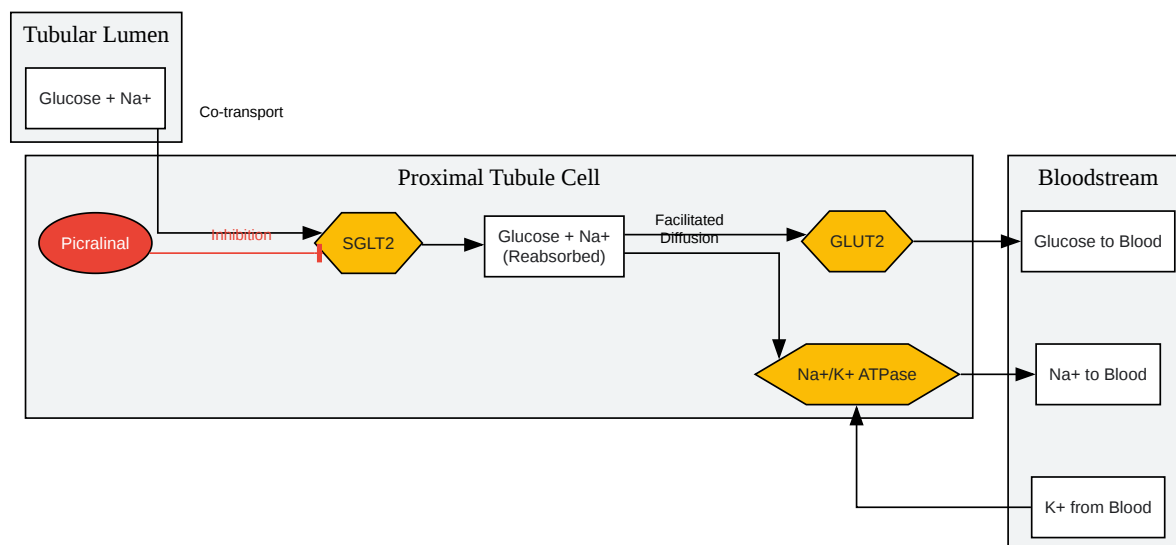 Tubular Lumen
Glucose + Na+
Co-transport
Proximal Tubule Cell
Bloodstream
Picralinal
Inhibition
SGLT2
Glucose + Na+
(Reabsorbed)
Facilitated
Diffusion
GLUT2
Glucose to Blood
Na+/K+ ATPase
Na+ to Blood
K+ from Blood